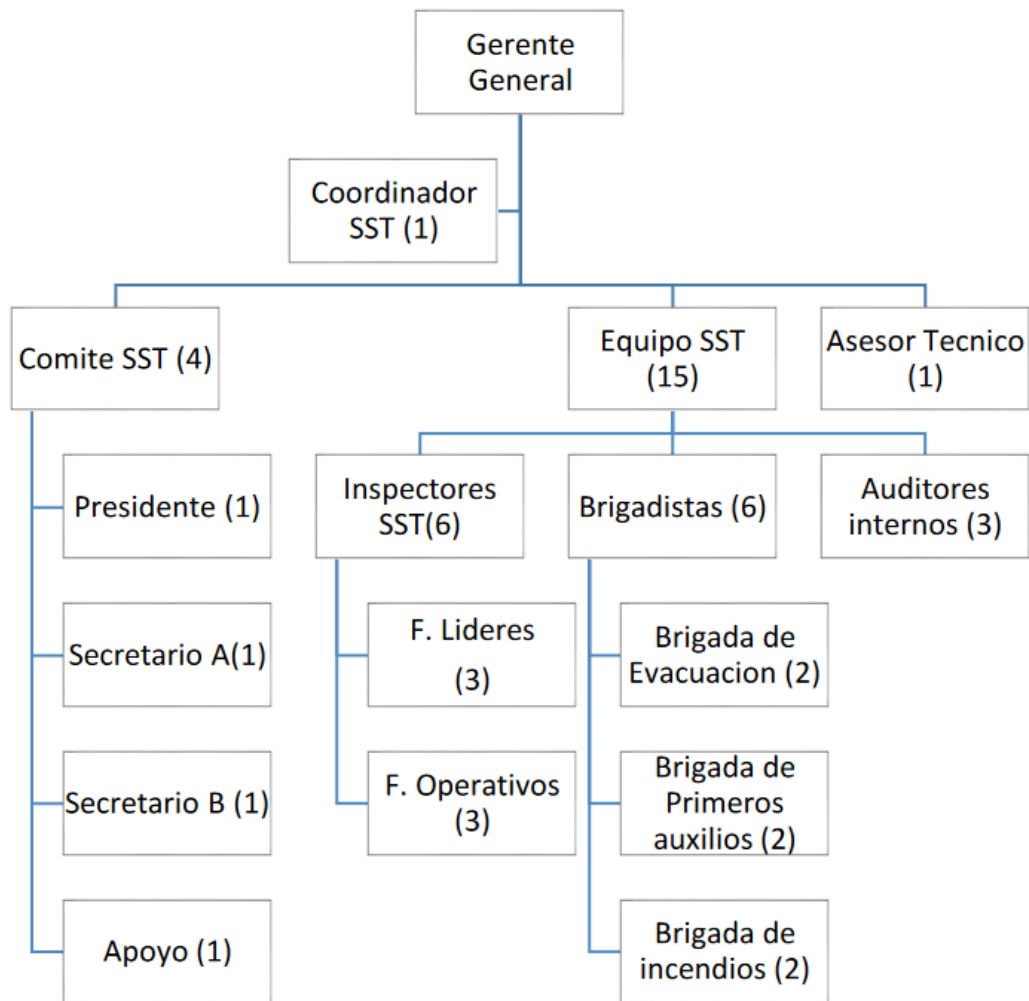 Gerente
General
Coordinador
SST (1)
Comite SST (4)
Equipo SST
(15)
Asesor Tecnico
(1)
Presidente (1)
Inspectores
SST(6)
Brigadistas (6)
Auditores
internos (3)
Secretario A(1)
F. Lideres
(3)
Brigada de
Evacuacion (2)
Secretario B (1)
F. Operativos
(3)
Brigada de
Primeros
auxilios (2)
Apoyo (1)
Brigada de
incendios (2)